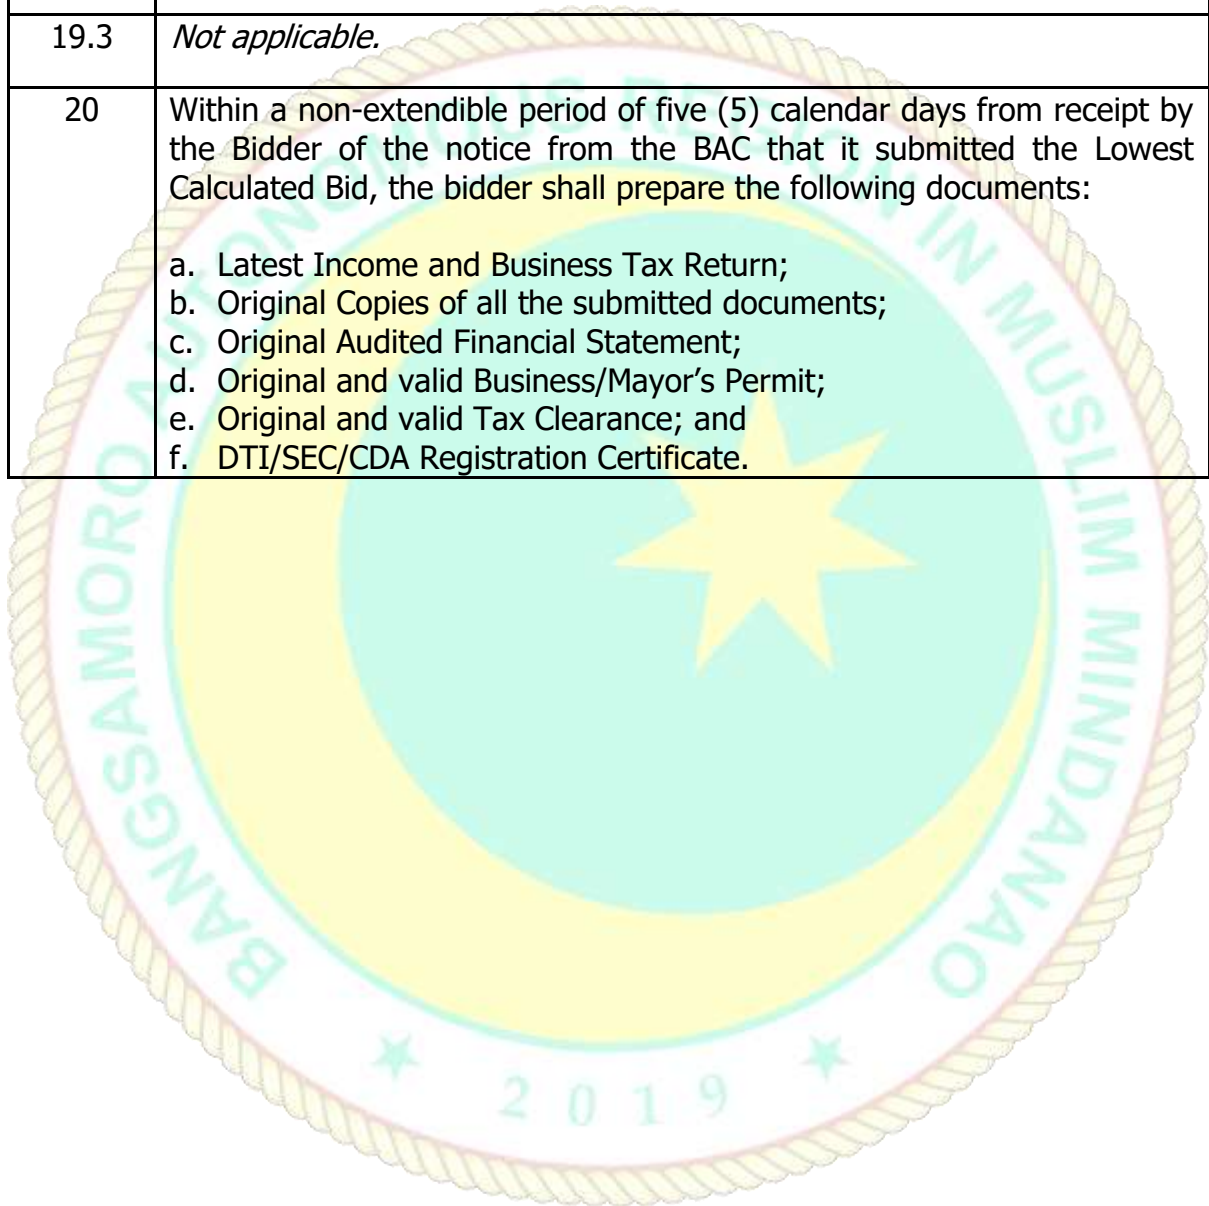 19.3 Not applicable.
20 Within a non-extendible period of five (5) calendar days from receipt by
the Bidder of the notice from the BAC that it submitted the Lowest
Calculated Bid, the bidder shall prepare the following documents:
a. Latest Income and Business Tax Return;
b. Original Copies of all the submitted documents;
c. Original Audited Financial Statement;
d. Original and valid Business/Mayor’s Permit;
e. Original and valid Tax Clearance; and
f. DTI/SEC/CDA Registration Certificate.
BANGSAMORO AUTONOMOUS REGION IN MUSLIM MINDANAO
2019